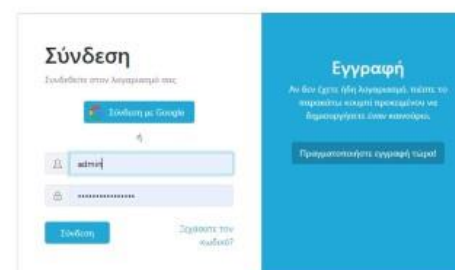 Σύνδεση
Συνδεθείτε στον λογαριασμό σας
Σύνδεση με Google
ή
admin
••••••••••••••••
Σύνδεση
Ξεχάσατε τον
κωδικό?
Εγγραφή
Αν δεν έχετε ήδη λογαριασμό, πιέστε το
παρακάτω κουμπί προκειμένου να
δημιουργήσετε έναν καινούριο.
Πραγματοποιήστε εγγραφή τώρα!